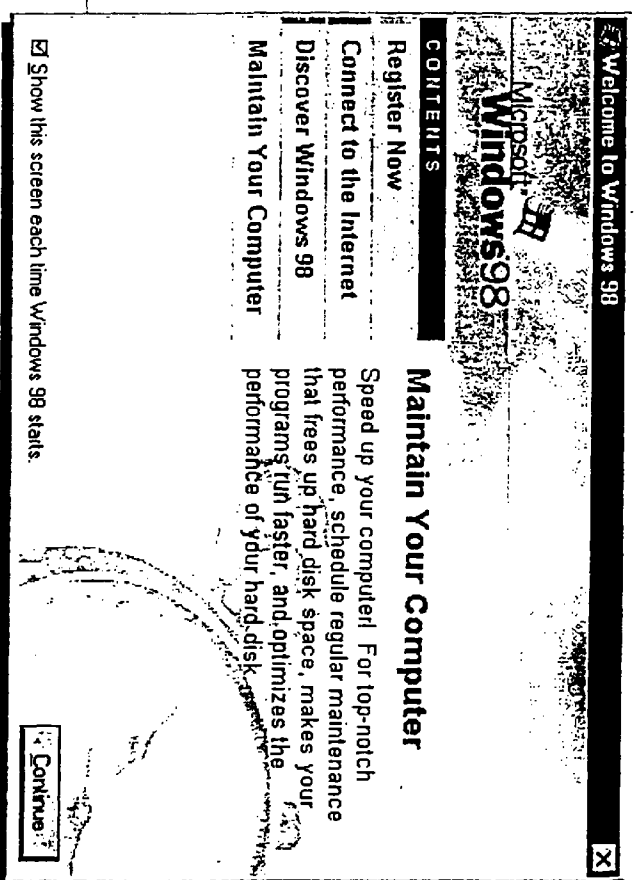 Welcome to Windows 98
Microsoft
Windows98
CONTENTS
Register Now
Connect to the Internet
Discover Windows 98
Maintain Your Computer
Maintain Your Computer
Speed up your computer! For top-notch
performance, schedule regular maintenance
that frees up hard disk space, makes your
programs run faster, and optimizes the
performance of your hard disk.
Show this screen each time Windows 98 starts.
Continue